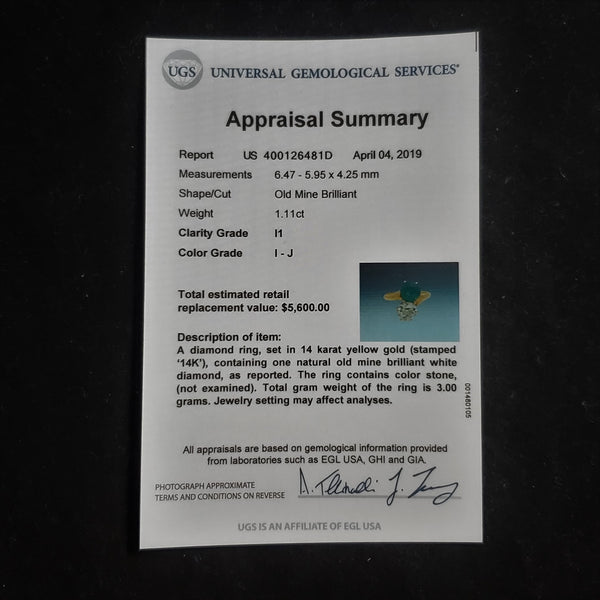 UGS UNIVERSAL GEMOLOGICAL SERVICES®
Appraisal Summary
Report US 400126481D April 04, 2019
Measurements 6.47 - 5.95 x 4.25 mm
Shape/Cut Old Mine Brilliant
Weight 1.11ct
Clarity Grade I1
Color Grade I - J
Total estimated retail
replacement value: $5,600.00
Description of item:
A diamond ring, set in 14 karat yellow gold (stamped
'14K'), containing one natural old mine brilliant white
diamond, as reported. The ring contains color stone,
(not examined). Total gram weight of the ring is 3.00
grams. Jewelry setting may affect analyses.
001480105
All appraisals are based on gemological information provided
from laboratories such as EGL USA, GHI and GIA.
PHOTOGRAPH APPROXIMATE
TERMS AND CONDITIONS ON REVERSE
UGS IS AN AFFILIATE OF EGL USA